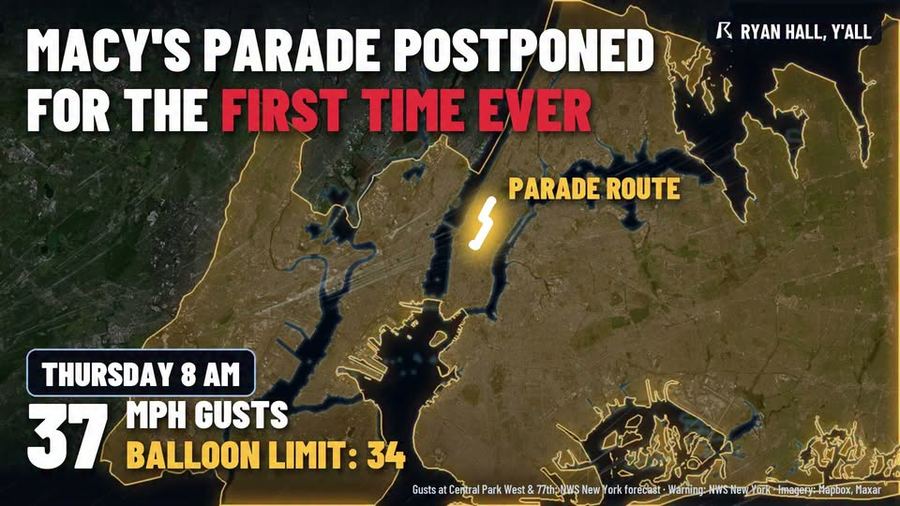 MACY'S PARADE POSTPONED
FOR THE FIRST TIME EVER
RYAN HALL, Y'ALL
PARADE ROUTE
THURSDAY 8 AM
37 MPH GUSTS
BALLOON LIMIT: 34
Gusts at Central Park West & 77th: NWS New York forecast · Warning: NWS New York · Imagery: Mapbox, Maxar